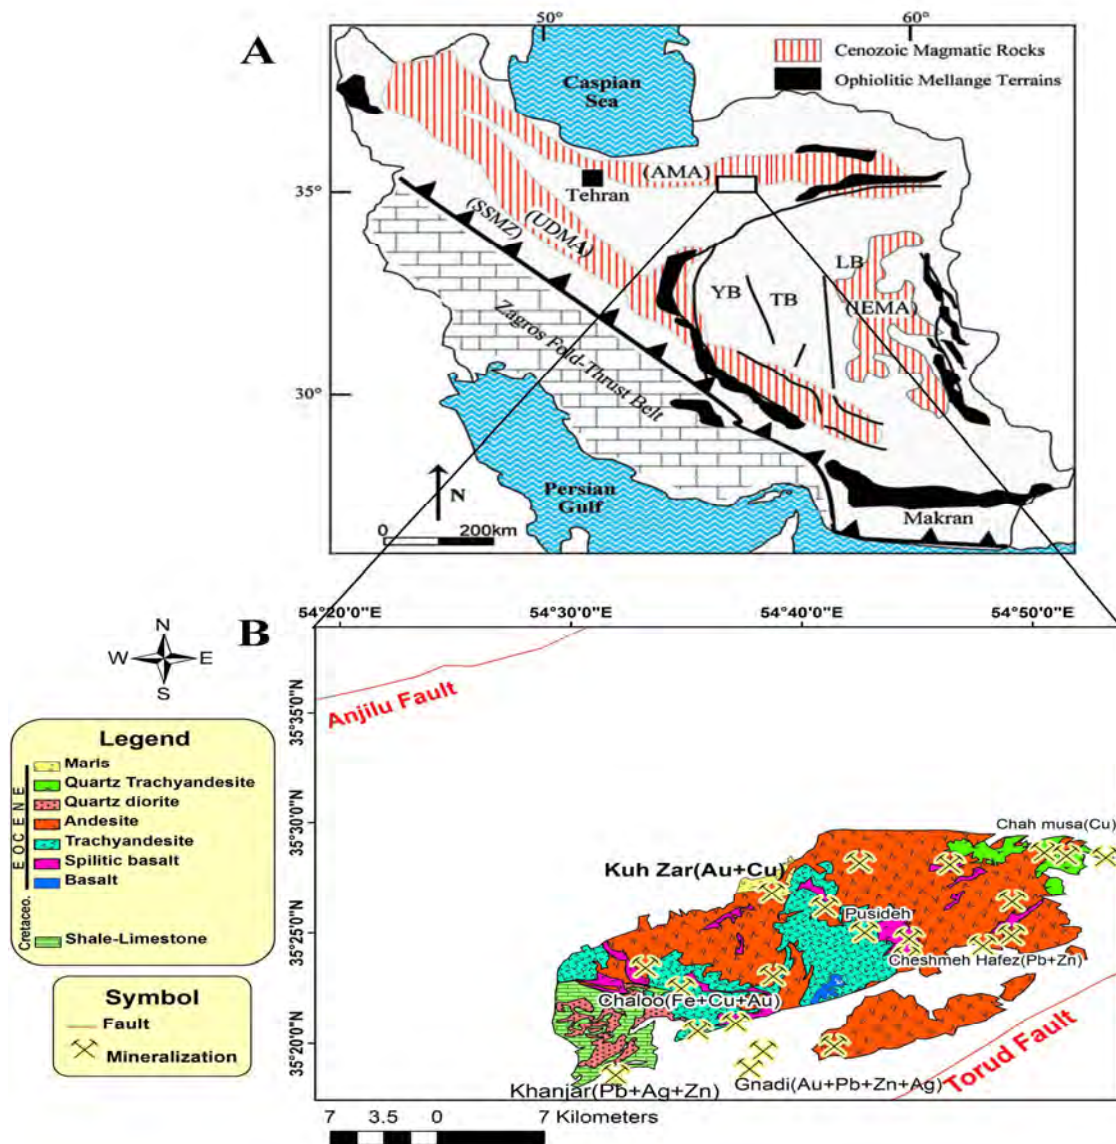 A
50°
60°
Cenozoic Magmatic Rocks
Ophiolitic Mellange Terrains
Caspian
Sea
(AMA)
Tehran
35°
(SSMZ)
(UDMA)
LB
YB
TB
(IEMA)
Zagros Fold-Thrust Belt
30°
N
0
200km
Persian
Gulf
Makran
B
54°20'0"E
54°30'0"E
54°40'0"E
54°50'0"E
N
W
E
S
35°35'0"N
35°30'0"N
35°25'0"N
35°20'0"N
Anjilu Fault
Legend
EOCENE
Cretaceo.
Maris
Quartz Trachyandesite
Quartz diorite
Andesite
Trachyandesite
Spilitic basalt
Basalt
Shale-Limestone
Symbol
Fault
Mineralization
Chah musa(Cu)
Kuh Zar(Au+Cu)
Pusideh
Cheshmeh Hafez(Pb+Zn)
Chaloo(Fe+Cu+Au)
Torud Fault
Gnadi(Au+Pb+Zn+Ag)
Khanjar(Pb+Ag+Zn)
7 3.5 0 7 Kilometers